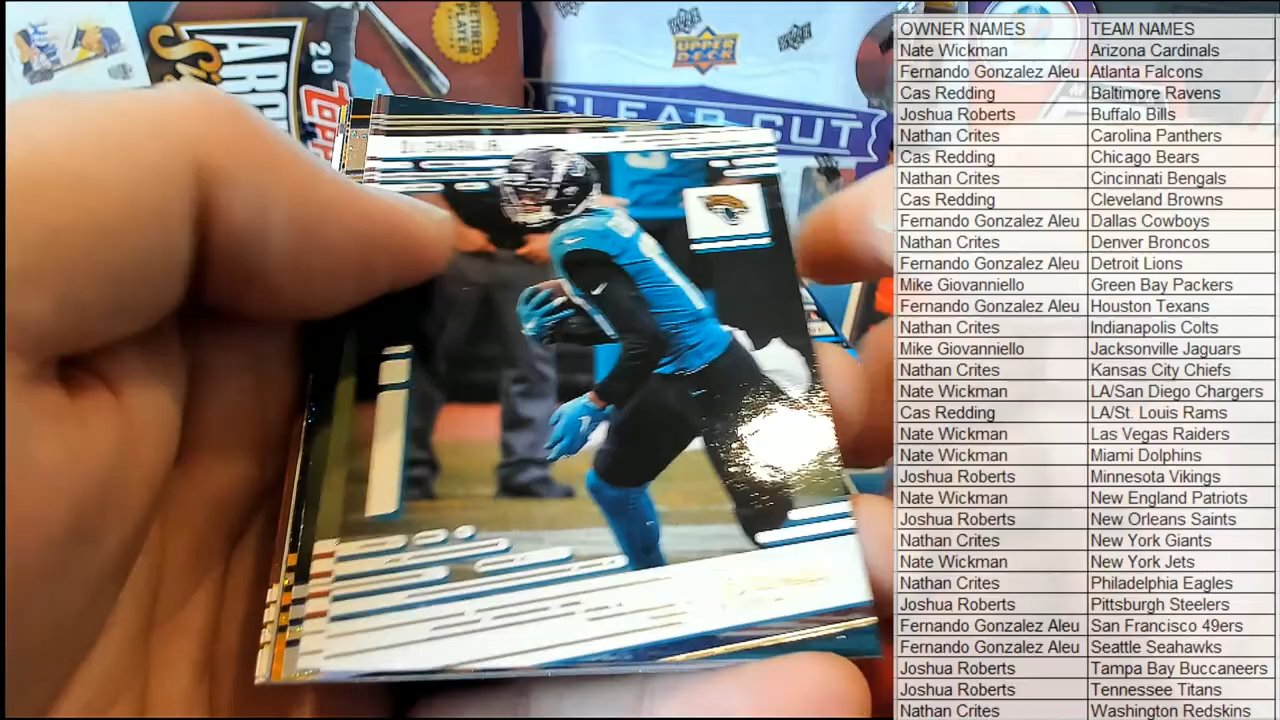 OWNER NAMES TEAM NAMES
Nate Wickman Arizona Cardinals
Fernando Gonzalez Aleu Atlanta Falcons
Cas Redding Baltimore Ravens
Joshua Roberts Buffalo Bills
Nathan Crites Carolina Panthers
Cas Redding Chicago Bears
Nathan Crites Cincinnati Bengals
Cas Redding Cleveland Browns
Fernando Gonzalez Aleu Dallas Cowboys
Nathan Crites Denver Broncos
Fernando Gonzalez Aleu Detroit Lions
Mike Giovanniello Green Bay Packers
Fernando Gonzalez Aleu Houston Texans
Nathan Crites Indianapolis Colts
Mike Giovanniello Jacksonville Jaguars
Nathan Crites Kansas City Chiefs
Nate Wickman LA/San Diego Chargers
Cas Redding LA/St. Louis Rams
Nate Wickman Las Vegas Raiders
Nate Wickman Miami Dolphins
Joshua Roberts Minnesota Vikings
Nate Wickman New England Patriots
Joshua Roberts New Orleans Saints
Nathan Crites New York Giants
Nate Wickman New York Jets
Nathan Crites Philadelphia Eagles
Joshua Roberts Pittsburgh Steelers
Fernando Gonzalez Aleu San Francisco 49ers
Fernando Gonzalez Aleu Seattle Seahawks
Joshua Roberts Tampa Bay Buccaneers
Joshua Roberts Tennessee Titans
Nathan Crites Washington Redskins
UPPER DECK
CLEAR CUT
RETIRED PLAYER
20
DJ CHARK JR.